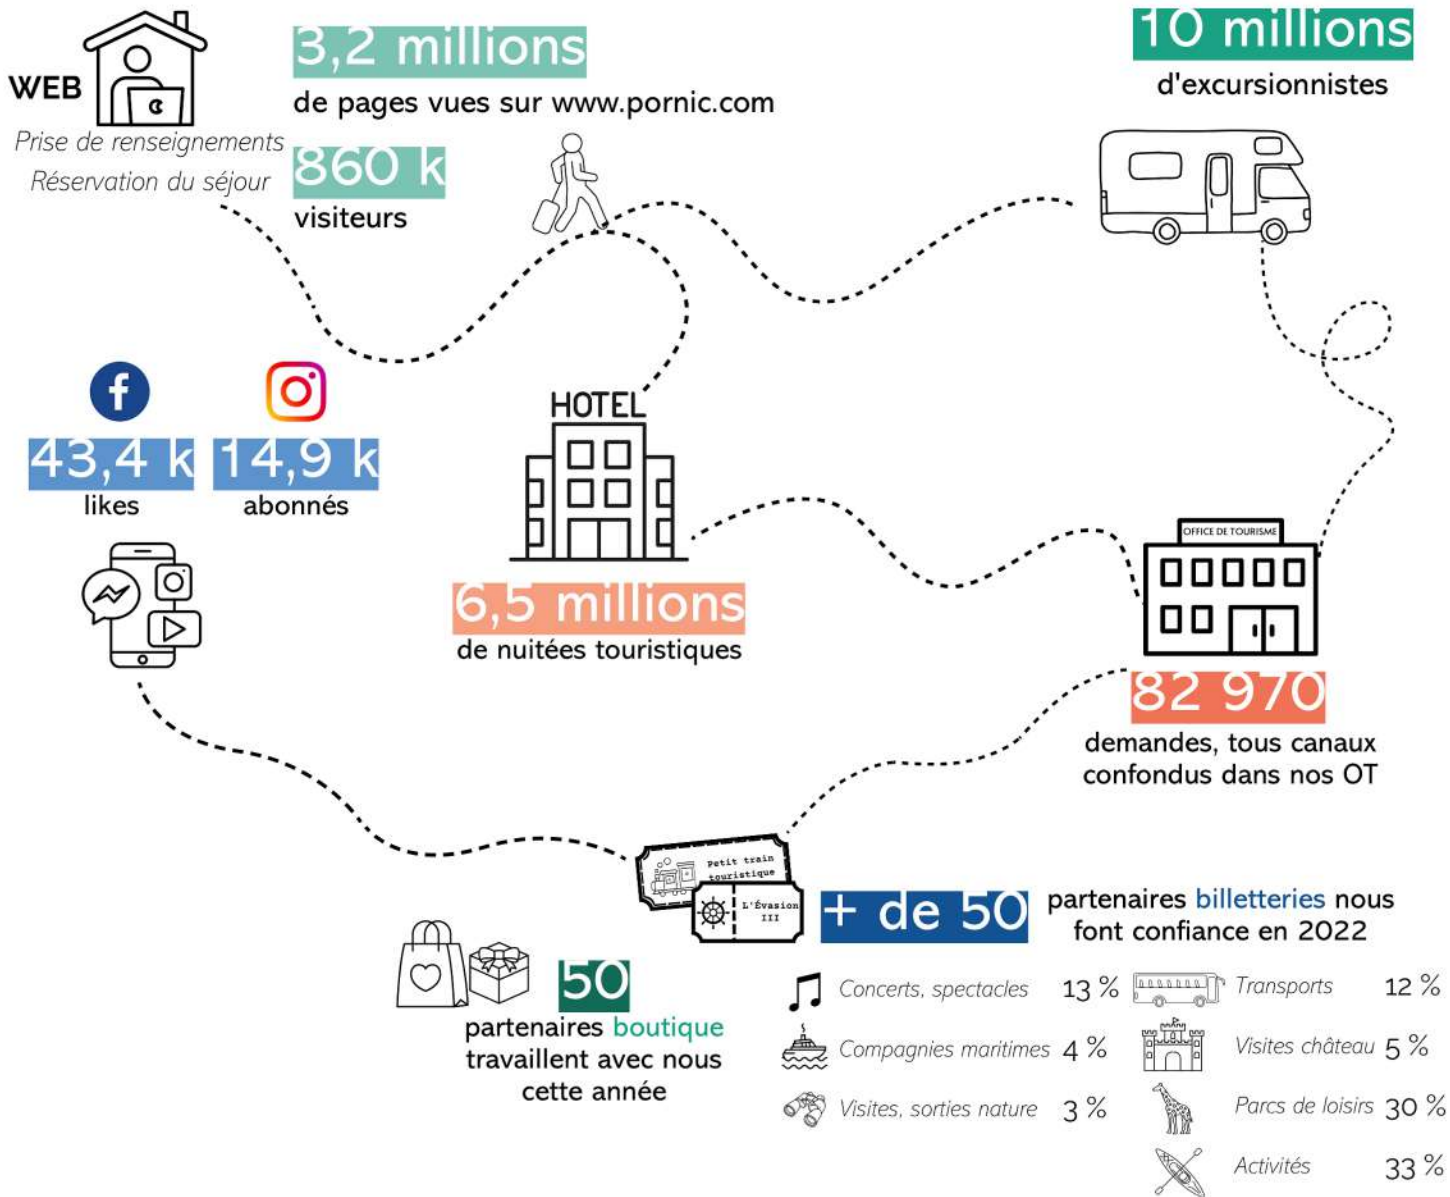 WEB
Prise de renseignements
Réservation du séjour
3,2 millions
de pages vues sur www.pornic.com
860 k
visiteurs
10 millions
d'excursionnistes
43,4 k
likes
14,9 k
abonnés
HOTEL
6,5 millions
de nuitées touristiques
OFFICE DE TOURISME
82 970
demandes, tous canaux
confondus dans nos OT
Petit train
touristique
L'Évasion
III
+ de 50
partenaires billetteries nous
font confiance en 2022
50
partenaires boutique
travaillent avec nous
cette année
Concerts, spectacles 13 %
Compagnies maritimes 4 %
Visites, sorties nature 3 %
Transports 12 %
Visites château 5 %
Parcs de loisirs 30 %
Activités 33 %